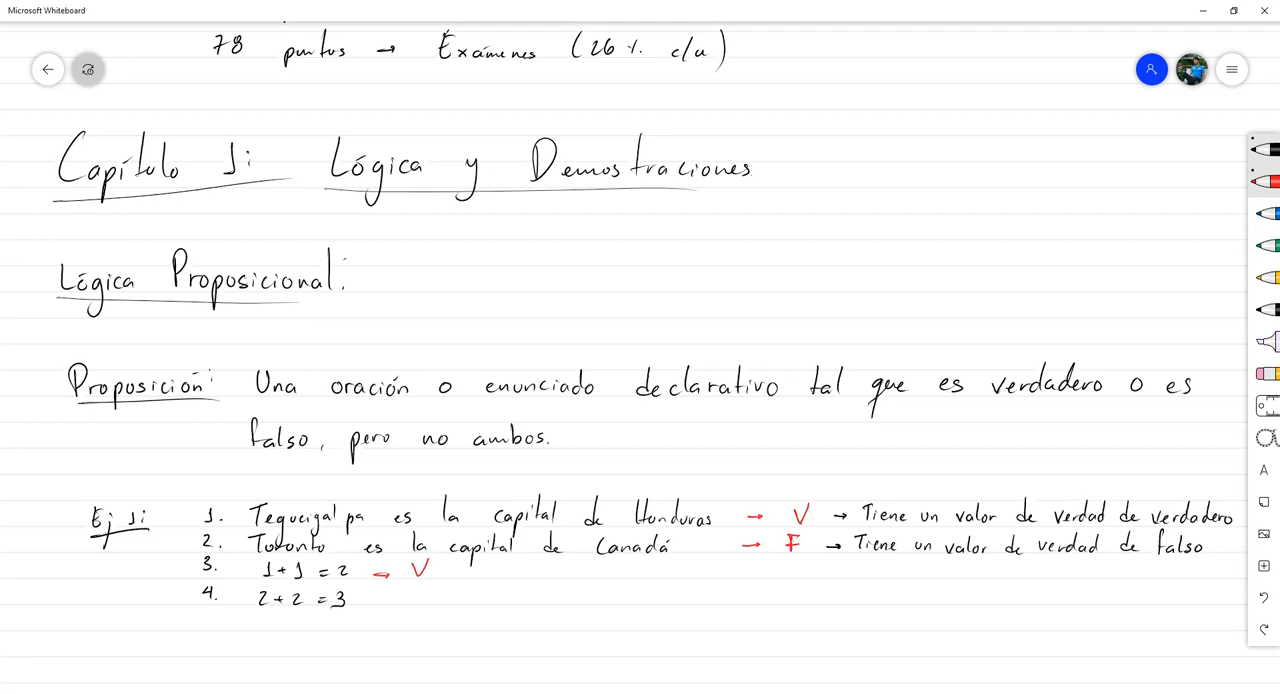 Microsoft Whiteboard
78 puntos → Exámenes (26 % c/u)
Capítulo 1: Lógica y Demostraciones
Lógica Proposicional:
Proposición: Una oración o enunciado declarativo tal que es verdadero o es
falso, pero no ambos.
Ej 1: 1. Tegucigalpa es la capital de Honduras → V → Tiene un valor de verdad de verdadero
2. Toronto es la capital de Canadá → F → Tiene un valor de verdad de falso
3. 1 + 1 = 2 → V
4. 2 + 2 = 3